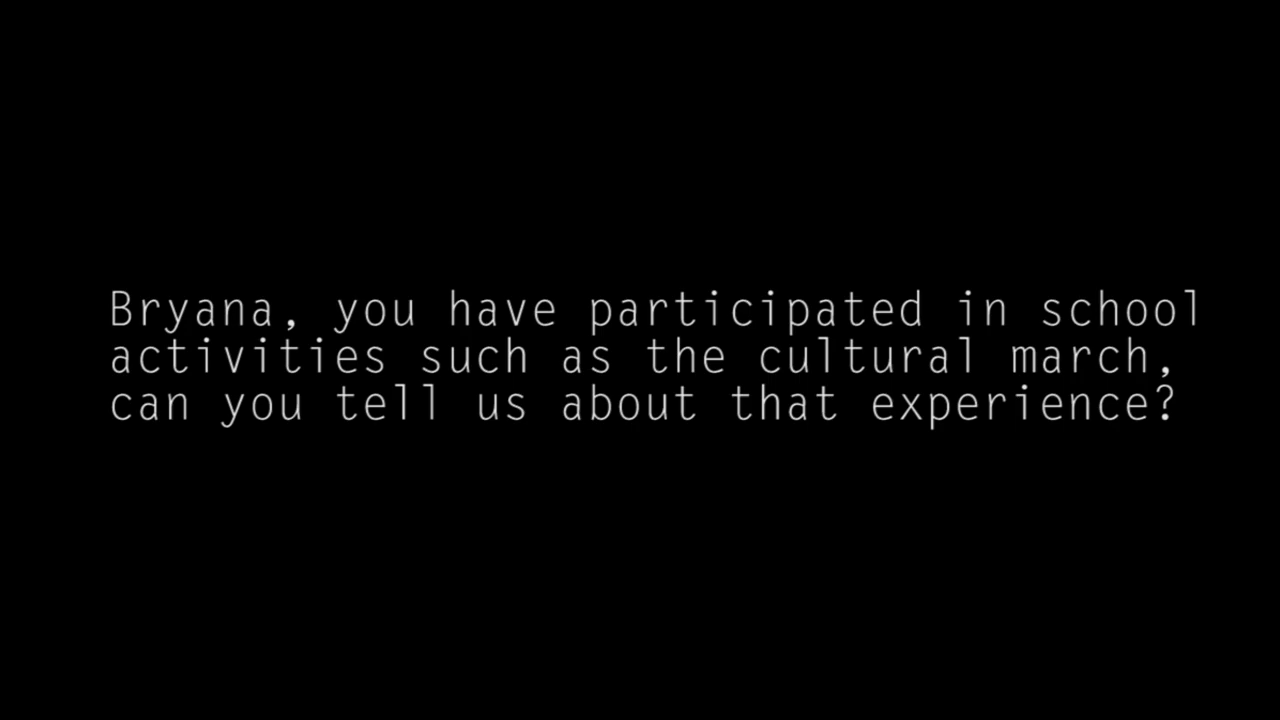 Bryana, you have participated in school
activities such as the cultural march,
can you tell us about that experience?